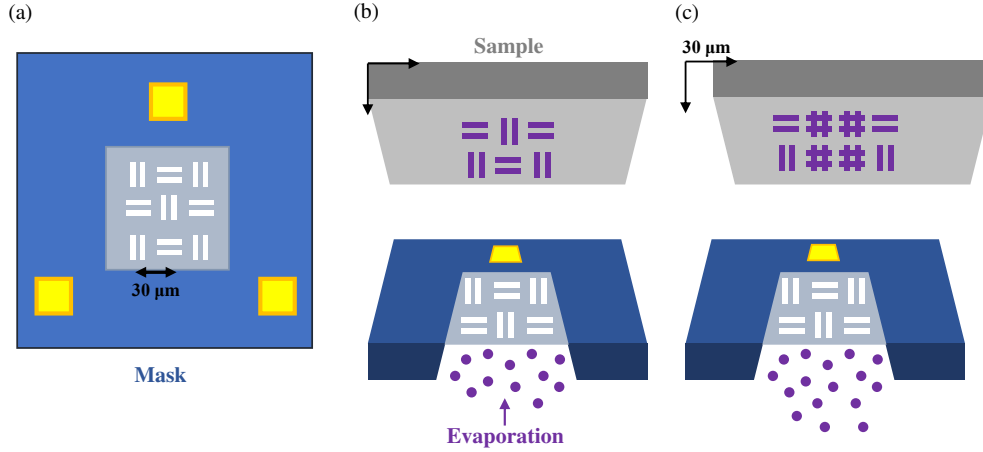 (a)
(b)
(c)
Sample
30 μm
30 μm
Mask
Evaporation